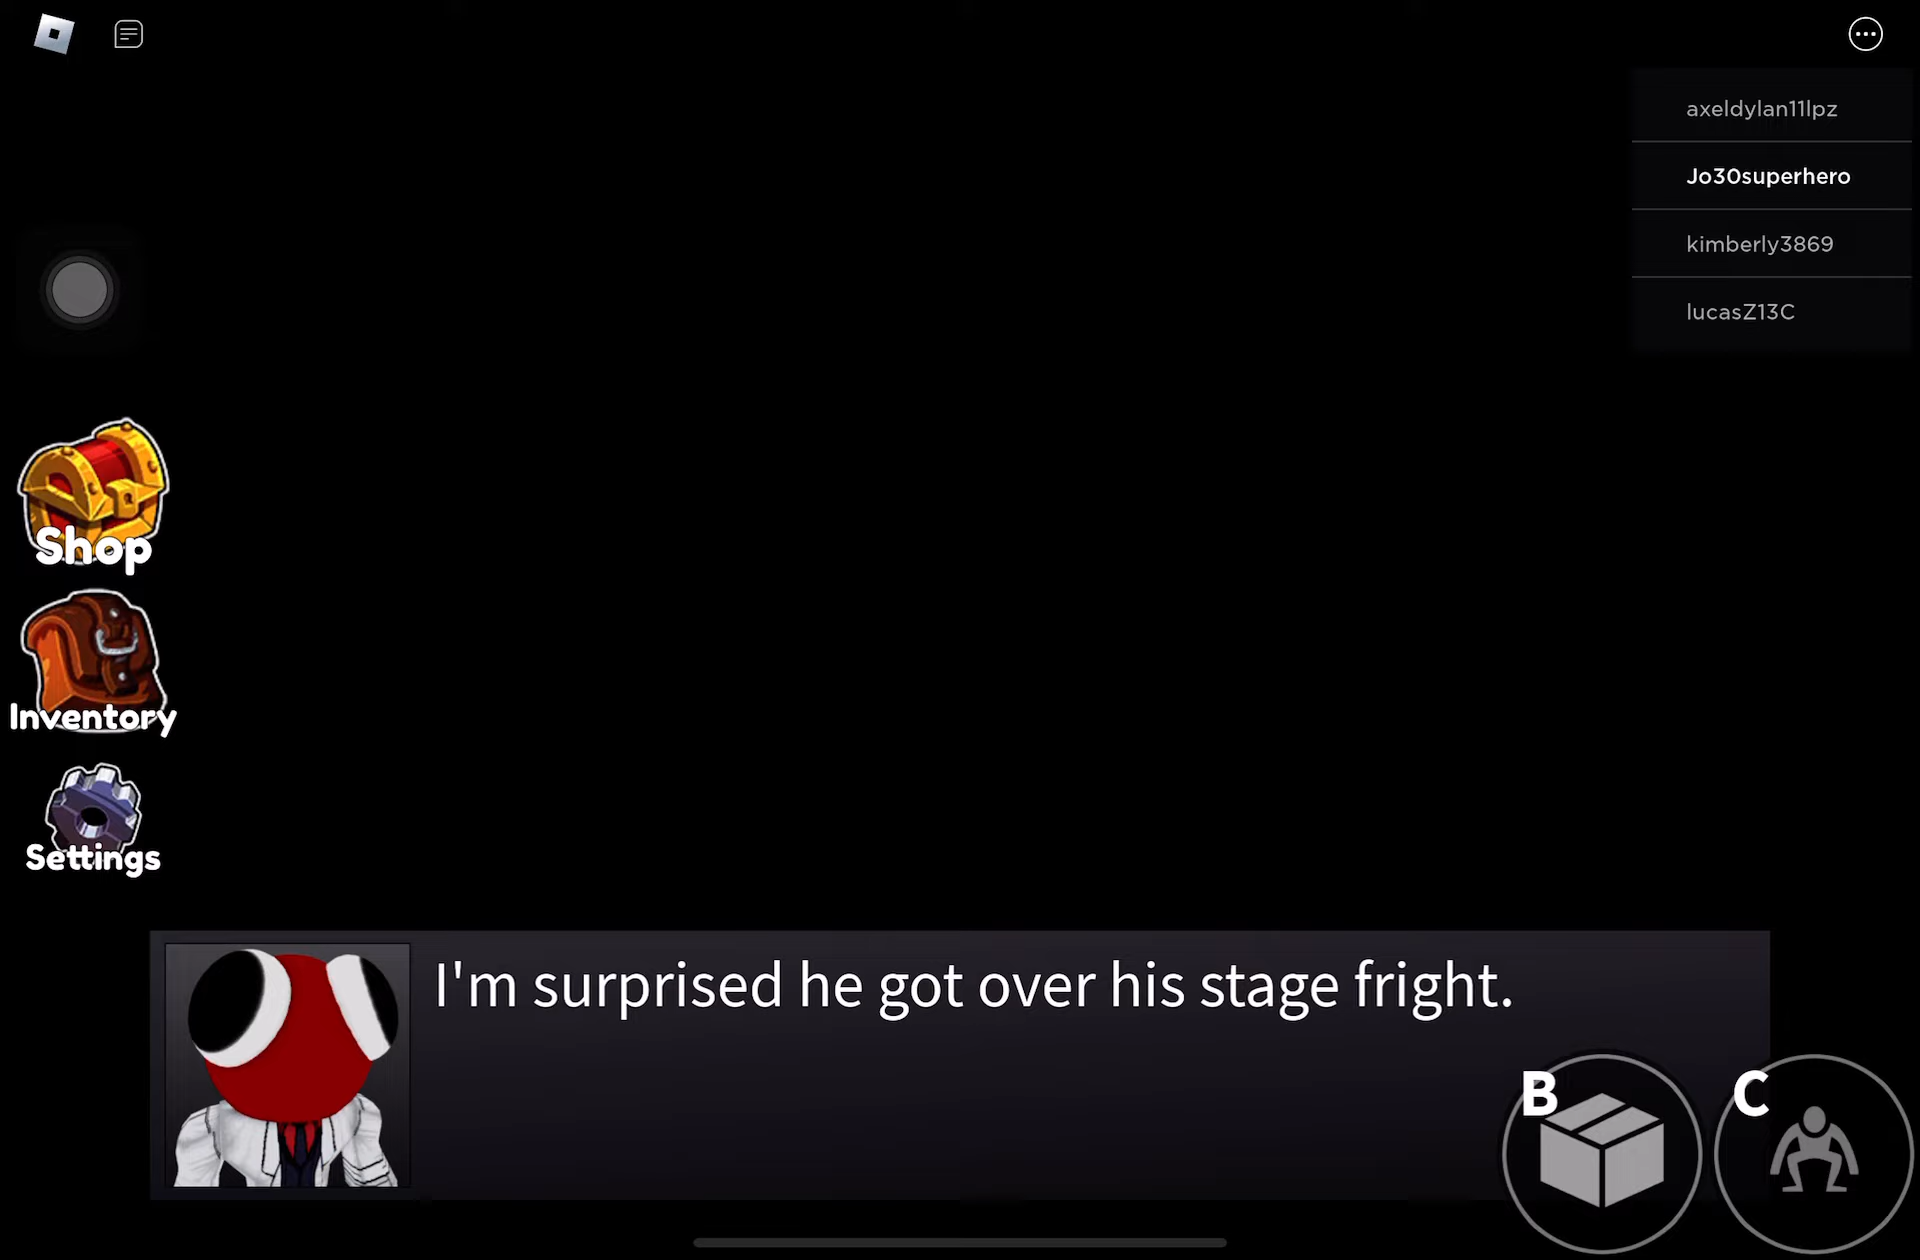 axeldylan11lpz
Jo30superhero
kimberly3869
lucasZ13C
Shop
Inventory
Settings
I'm surprised he got over his stage fright.
B
C